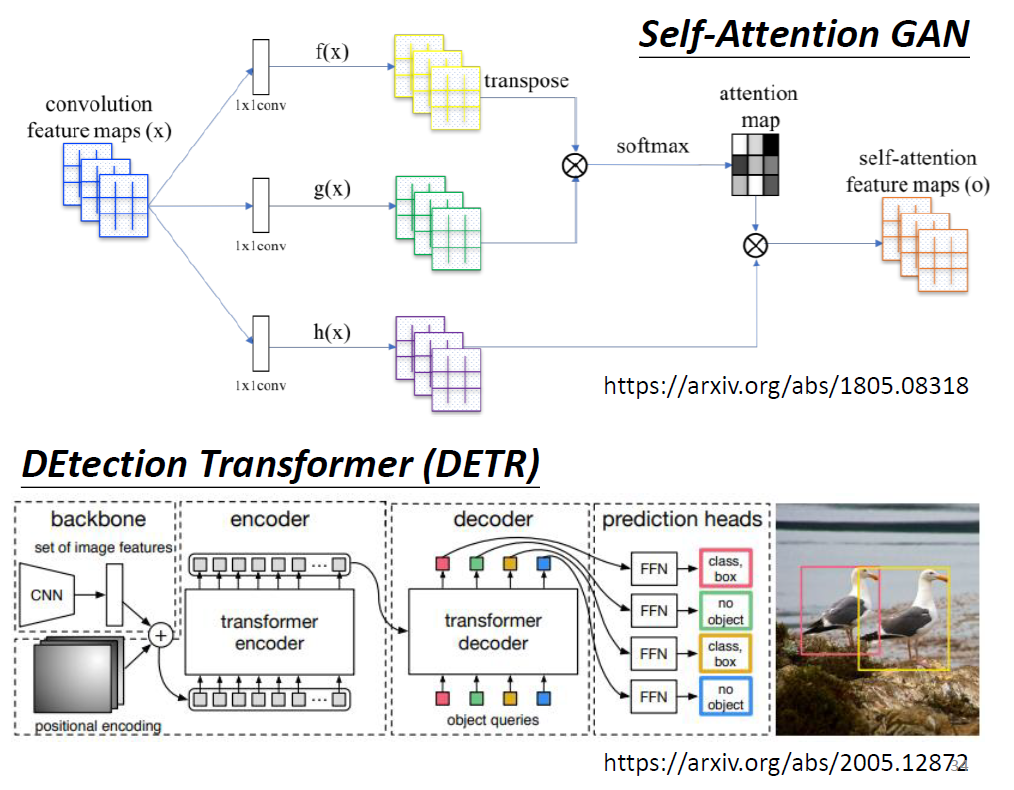 Self-Attention GAN
convolution
feature maps (x)
1x1conv
f(x)
transpose
1x1conv
g(x)
1x1conv
h(x)
softmax
attention
map
self-attention
feature maps (o)
https://arxiv.org/abs/1805.08318
DEtection Transformer (DETR)
backbone
set of image features
CNN
+
positional encoding
encoder
...
transformer
encoder
...
decoder
transformer
decoder
object queries
prediction heads
FFN
class,
box
FFN
no
object
FFN
class,
box
FFN
no
object
https://arxiv.org/abs/2005.12872
34